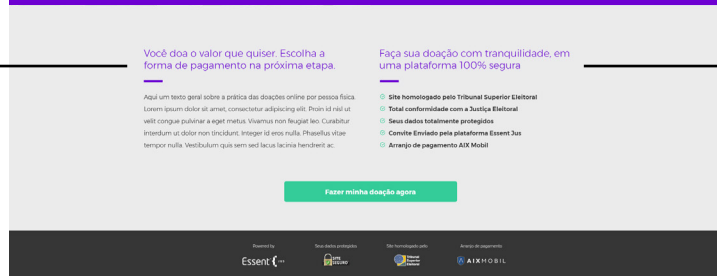 Você doa o valor que quiser. Escolha a
forma de pagamento na próxima etapa.
Aqui um texto geral sobre a prática das doações online por pessoa física.
Lorem ipsum dolor sit amet, consectetur adipiscing elit. Proin id nisl ut
velit congue pulvinar a eget metus. Vivamus non feugiat leo. Curabitur
interdum ut dolor non tincidunt. Integer id eros nulla. Phasellus vitae
tempor nulla. Vestibulum quis sem sed lacus lacinia hendrerit ac.
Faça sua doação com tranquilidade, em
uma plataforma 100% segura
Site homologado pelo Tribunal Superior Eleitoral
Total conformidade com a Justiça Eleitoral
Seus dados totalmente protegidos
Convite Enviado pela plataforma Essent Jus
Arranjo de pagamento AIX Mobil
Fazer minha doação agora
Powered by
Essent JUS
Seus dados protegidos
SITE
SEGURO
Site homologado pelo
Tribunal
Superior
Eleitoral
Arranjo de pagamento
AIXMOBIL